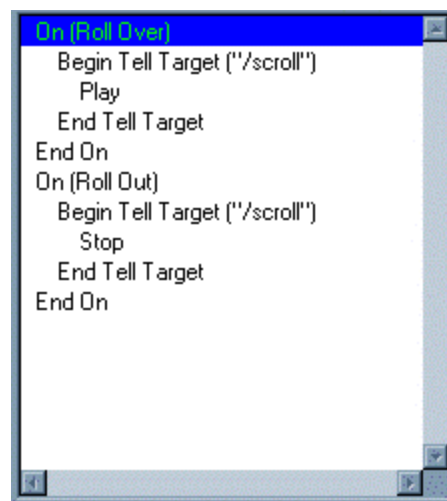 On (Roll Over)
Begin Tell Target ("/scroll")
Play
End Tell Target
End On
On (Roll Out)
Begin Tell Target ("/scroll")
Stop
End Tell Target
End On